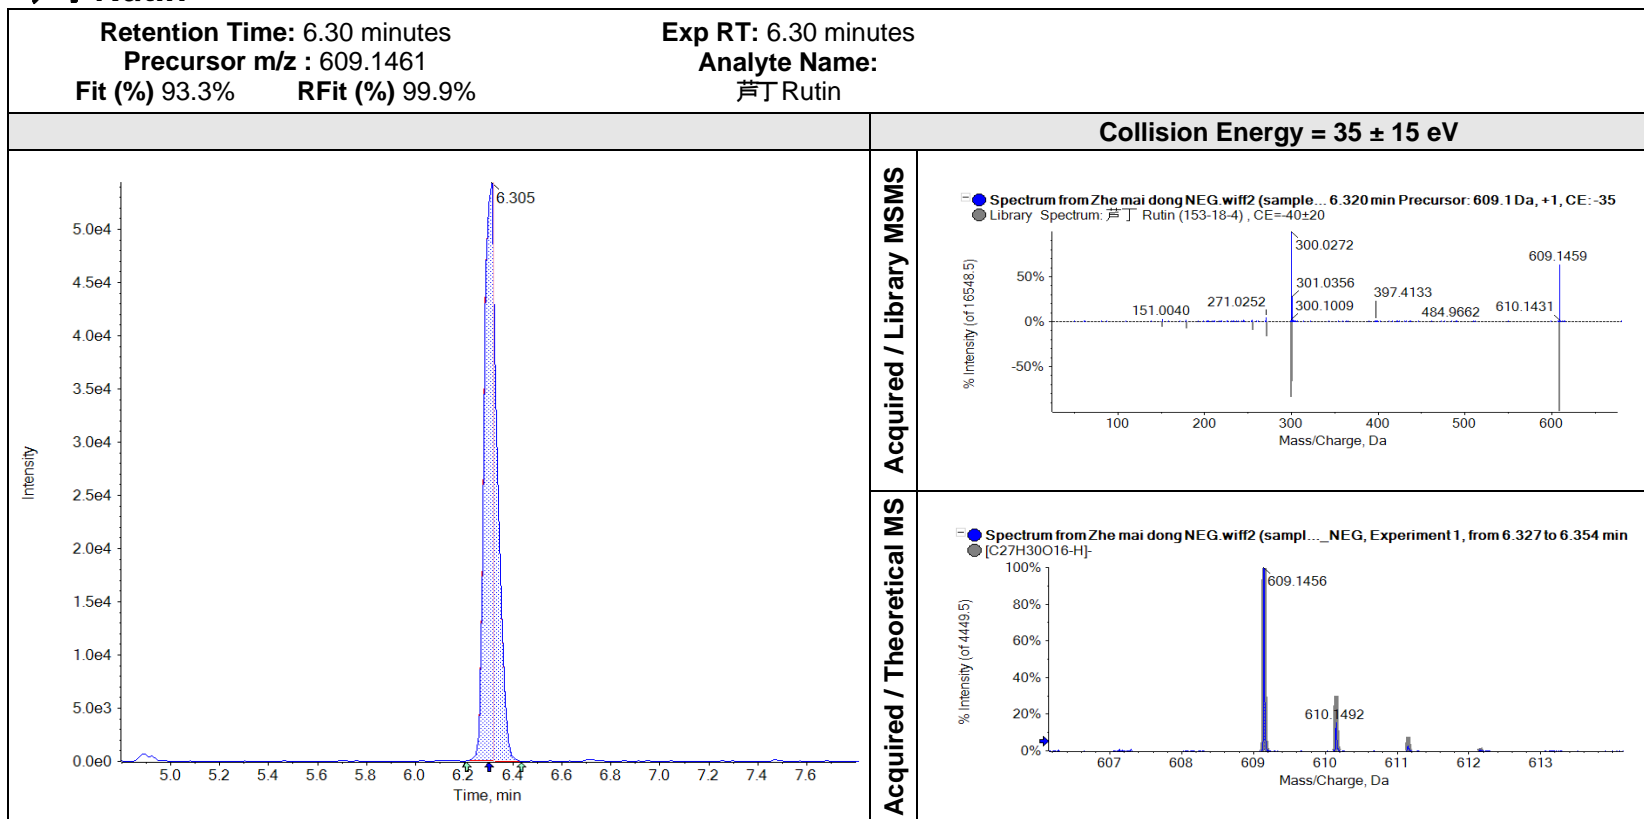 Retention Time: 6.30 minutes
Precursor m/z : 609.1461
Fit (%) 93.3% RFit (%) 99.9%
Exp RT: 6.30 minutes
Analyte Name:
芦丁 Rutin
Collision Energy = 35 ± 15 eV
6.305
5.0e4
4.5e4
4.0e4
3.5e4
3.0e4
2.5e4
2.0e4
1.5e4
1.0e4
5.0e3
0.0e0
Intensity
5.0 5.2 5.4 5.6 5.8 6.0 6.2 6.4 6.6 6.8 7.0 7.2 7.4 7.6
Time, min
Acquired / Library MSMS
Spectrum from Zhe mai dong NEG.wiff2 (sample... 6.320 min Precursor: 609.1 Da, +1, CE: -35
Library Spectrum: 芦丁 Rutin (153-18-4) , CE=-40±20
300.0272
609.1459
301.0356
397.4133
271.0252
151.0040
300.1009
484.9662
610.1431
50%
0%
-50%
% Intensity (of 16548.5)
100 200 300 400 500 600
Mass/Charge, Da
Acquired / Theoretical MS
Spectrum from Zhe mai dong NEG.wiff2 (sampl..._NEG, Experiment 1, from 6.327 to 6.354 min
[C27H30O16-H]-
100%
80%
60%
40%
20%
0%
% Intensity (of 4449.5)
609.1456
610.1492
607 608 609 610 611 612 613
Mass/Charge, Da